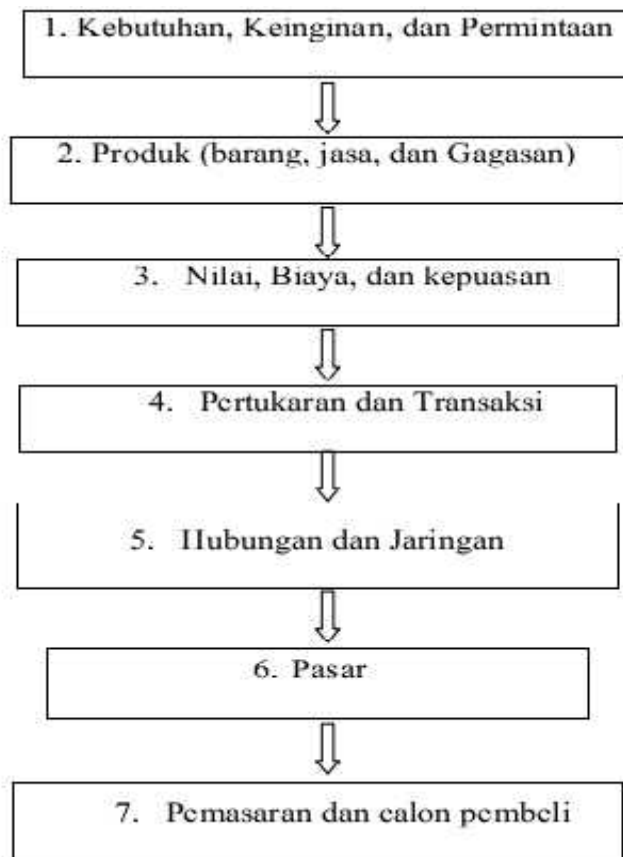 1. Kebutuhan, Keinginan, dan Permintaan
2. Produk (barang, jasa, dan Gagasan)
3. Nilai, Biaya, dan kepuasan
4. Pertukaran dan Transaksi
5. Hubungan dan Jaringan
6. Pasar
7. Pemasaran dan calon pembeli